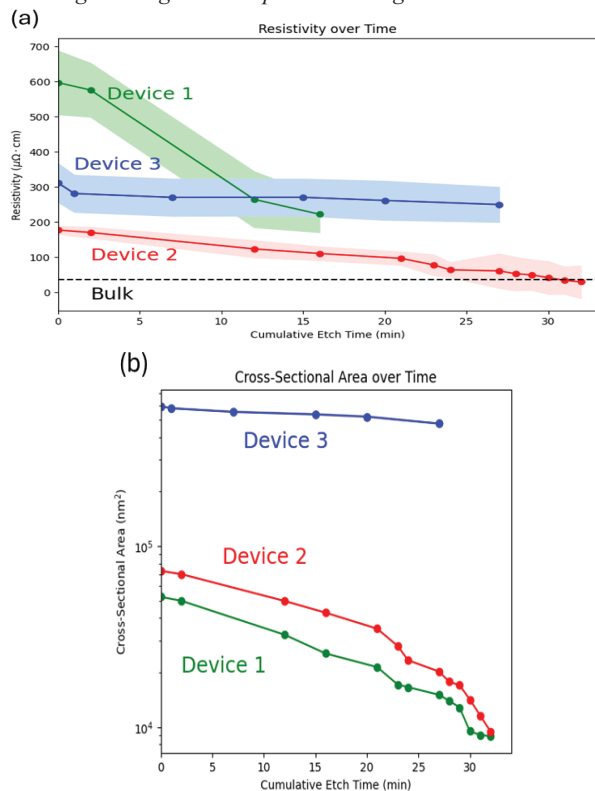 (a)
Resistivity over Time
700
600
500
400
300
200
100
0
Resistivity (μΩ·cm)
Device 1
Device 3
Device 2
Bulk
0 5 10 15 20 25 30
Cumulative Etch Time (min)
(b)
Cross-Sectional Area over Time
10⁵
10⁴
Cross-Sectional Area (nm²)
Device 3
Device 2
Device 1
0 5 10 15 20 25 30
Cumulative Etch Time (min)